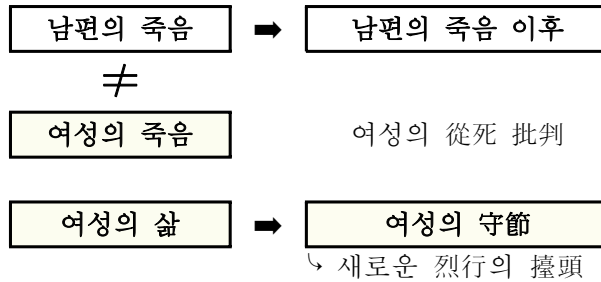 남편의 죽음 ➡ 남편의 죽음 이후
≠
여성의 죽음 여성의 從死 批判
여성의 삶 ➡ 여성의 守節
↳ 새로운 烈行의 擡頭